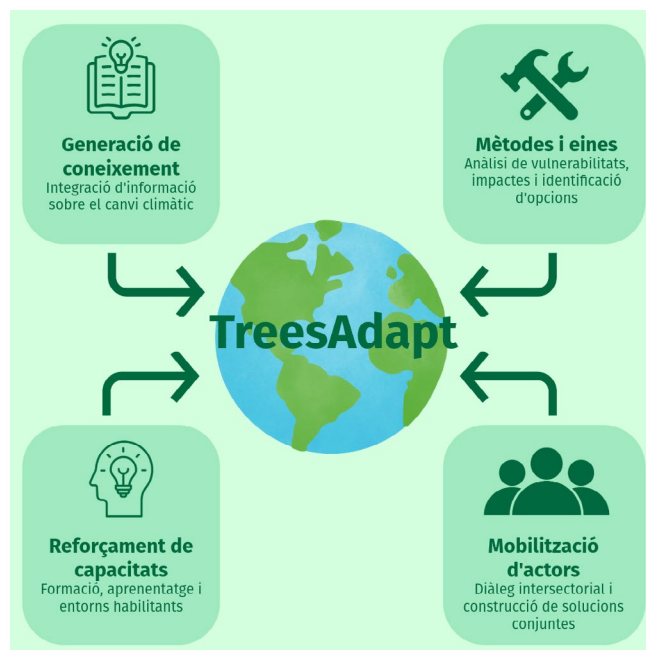 Generació de
coneixement
Integració d'informació
sobre el canvi climàtic
Mètodes i eines
Anàlisi de vulnerabilitats,
impactes i identificació
d'opcions
TreesAdapt
Reforçament de
capacitats
Formació, aprenentatge i
entorns habilitants
Mobilització
d'actors
Diàleg intersectorial i
construcció de solucions
conjuntes